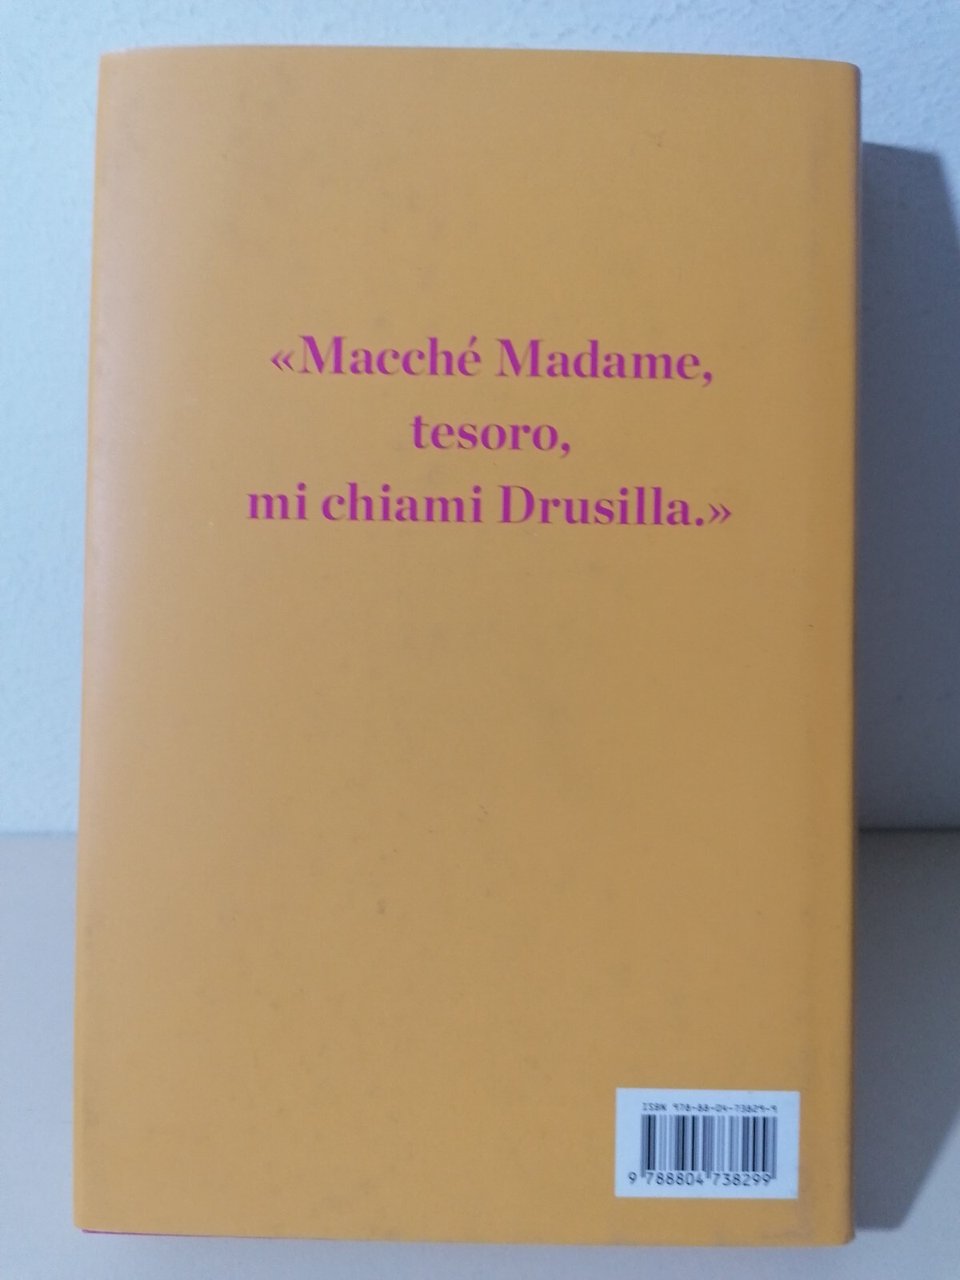 «Macché Madame,
tesoro,
mi chiami Drusilla.»
ISBN 978-88-04-73829-9
9 788804 738299